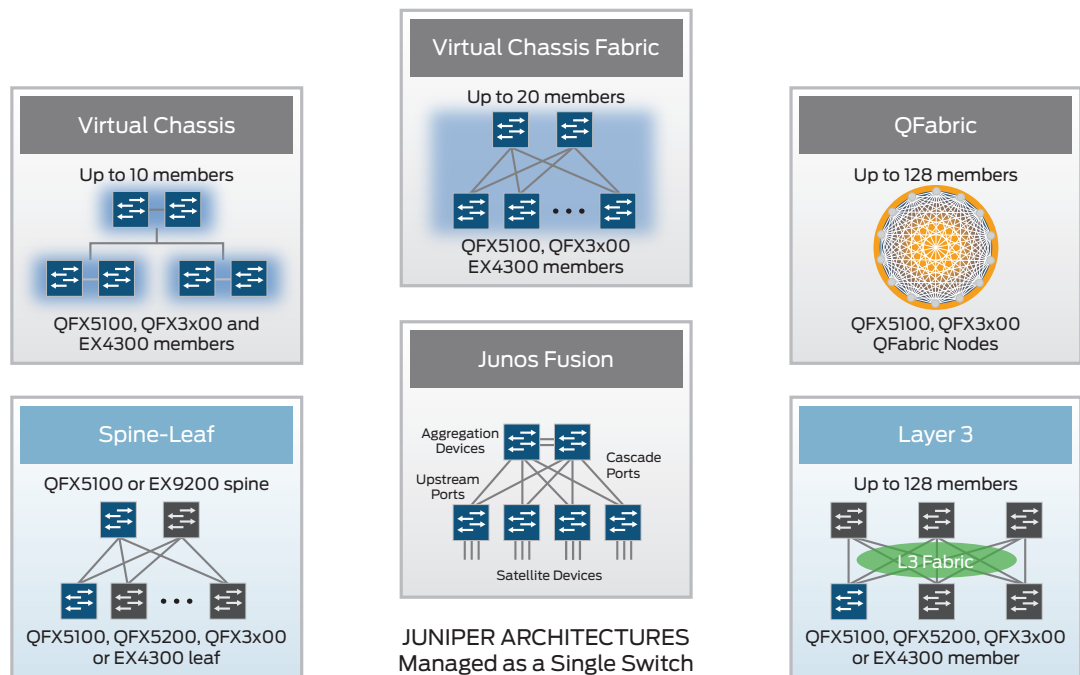 Virtual Chassis Fabric
Up to 20 members
QFX5100, QFX3x00
EX4300 members
Virtual Chassis
Up to 10 members
QFX5100, QFX3x00 and
EX4300 members
QFabric
Up to 128 members
QFX5100, QFX3x00
QFabric Nodes
Junos Fusion
Aggregation
Devices
Cascade
Ports
Upstream
Ports
Satellite Devices
Spine-Leaf
QFX5100 or EX9200 spine
QFX5100, QFX5200, QFX3x00
or EX4300 leaf
Layer 3
Up to 128 members
L3 Fabric
QFX5100, QFX5200, QFX3x00
or EX4300 member
JUNIPER ARCHITECTURES
Managed as a Single Switch